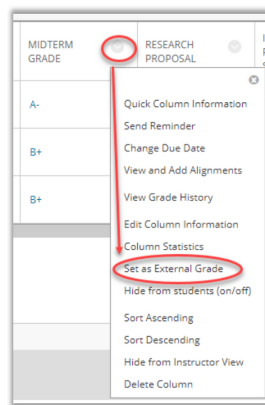 MIDTERM
GRADE
RESEARCH
PROPOSAL
A-
B+
B+
Quick Column Information
Send Reminder
Change Due Date
View and Add Alignments
View Grade History
Edit Column Information
Column Statistics
Set as External Grade
Hide from students (on/off)
Sort Ascending
Sort Descending
Hide from Instructor View
Delete Column